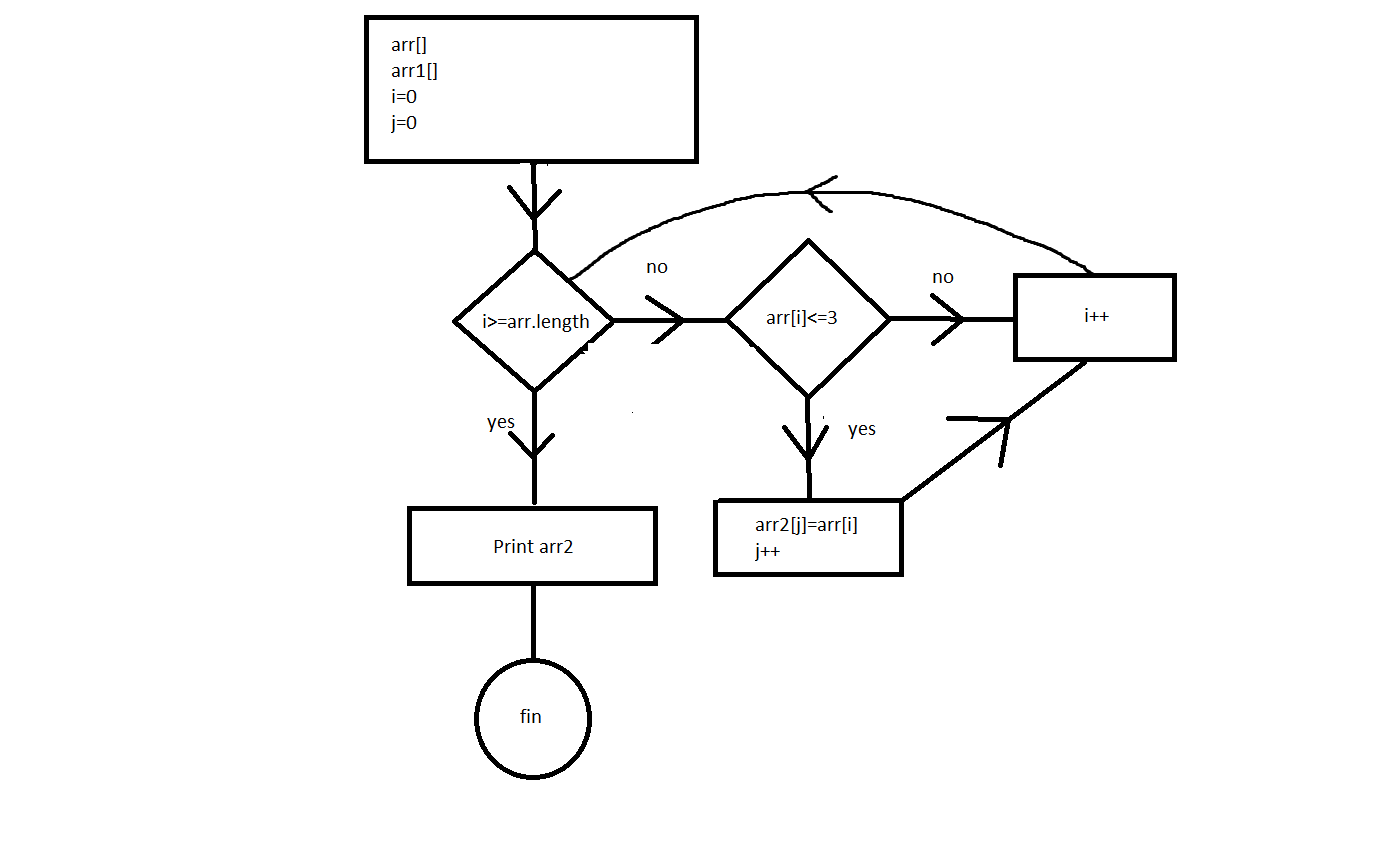 arr[]
arr1[]
i=0
j=0
no
no
i>=arr.length
arr[i]<=3
i++
yes
yes
arr2[j]=arr[i]
j++
Print arr2
fin